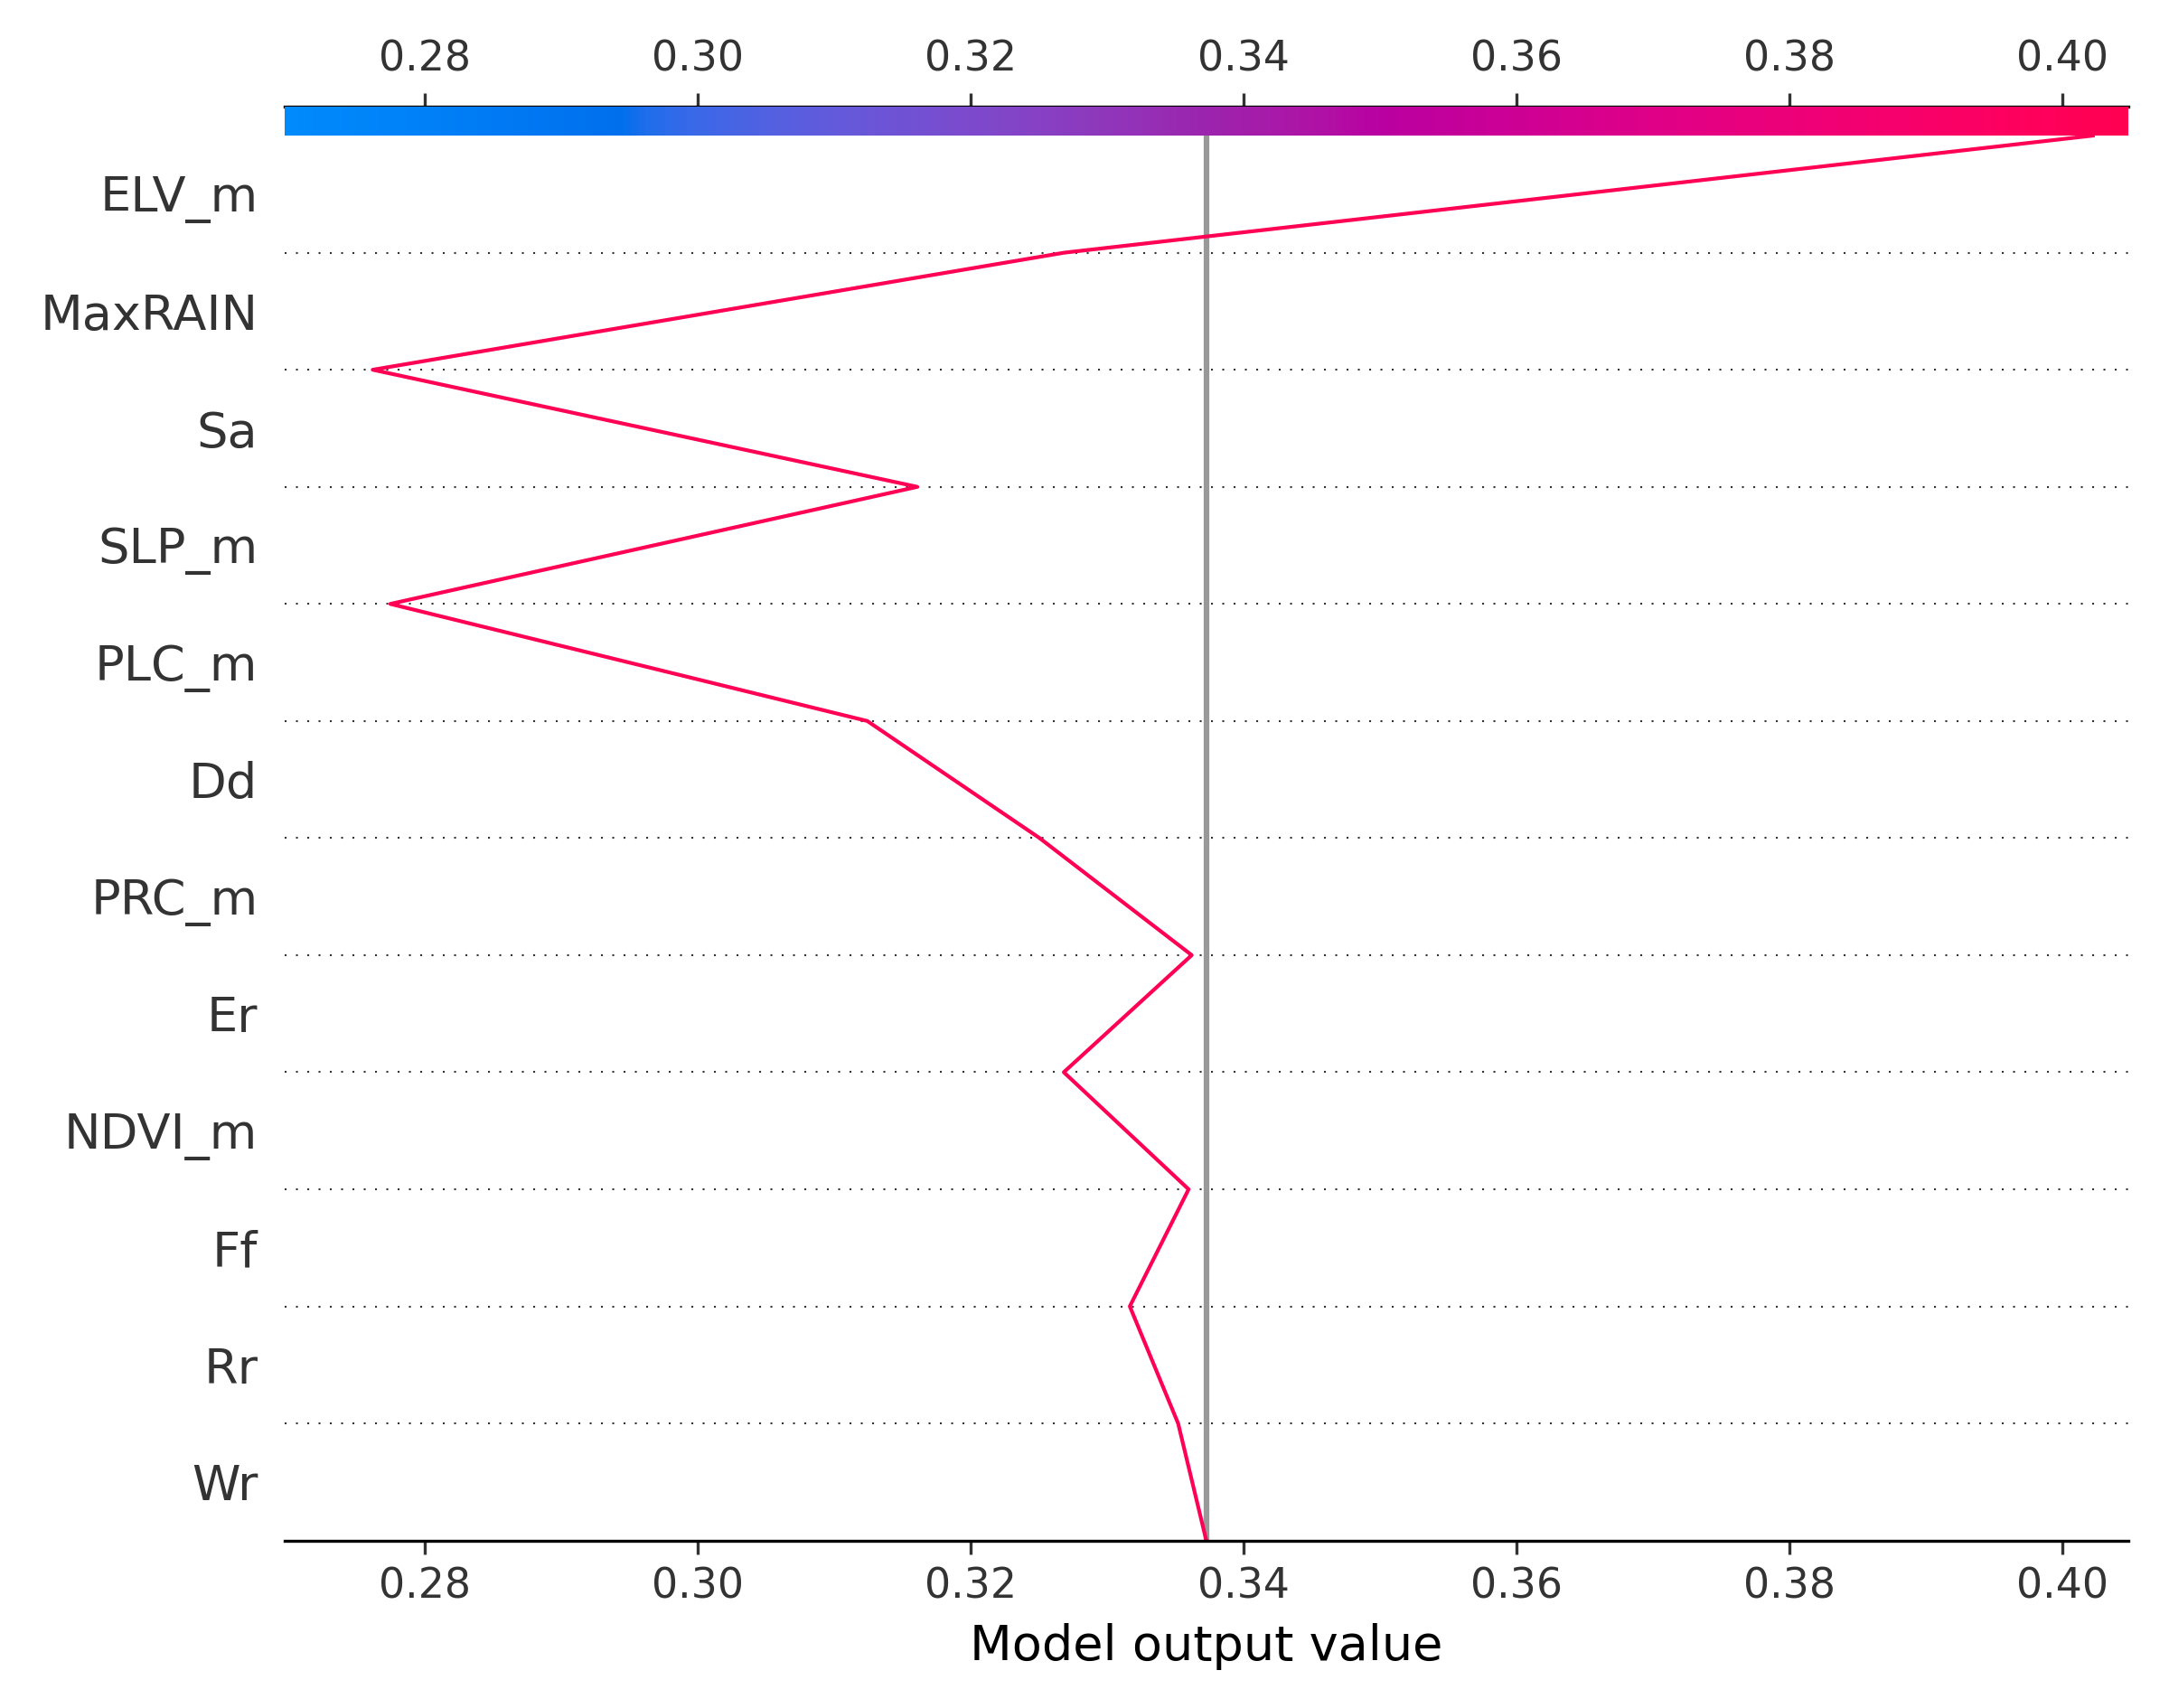 0.28 0.30 0.32 0.34 0.36 0.38 0.40
ELV_m
MaxRAIN
Sa
SLP_m
PLC_m
Dd
PRC_m
Er
NDVI_m
Ff
Rr
Wr
0.28 0.30 0.32 0.34 0.36 0.38 0.40
Model output value